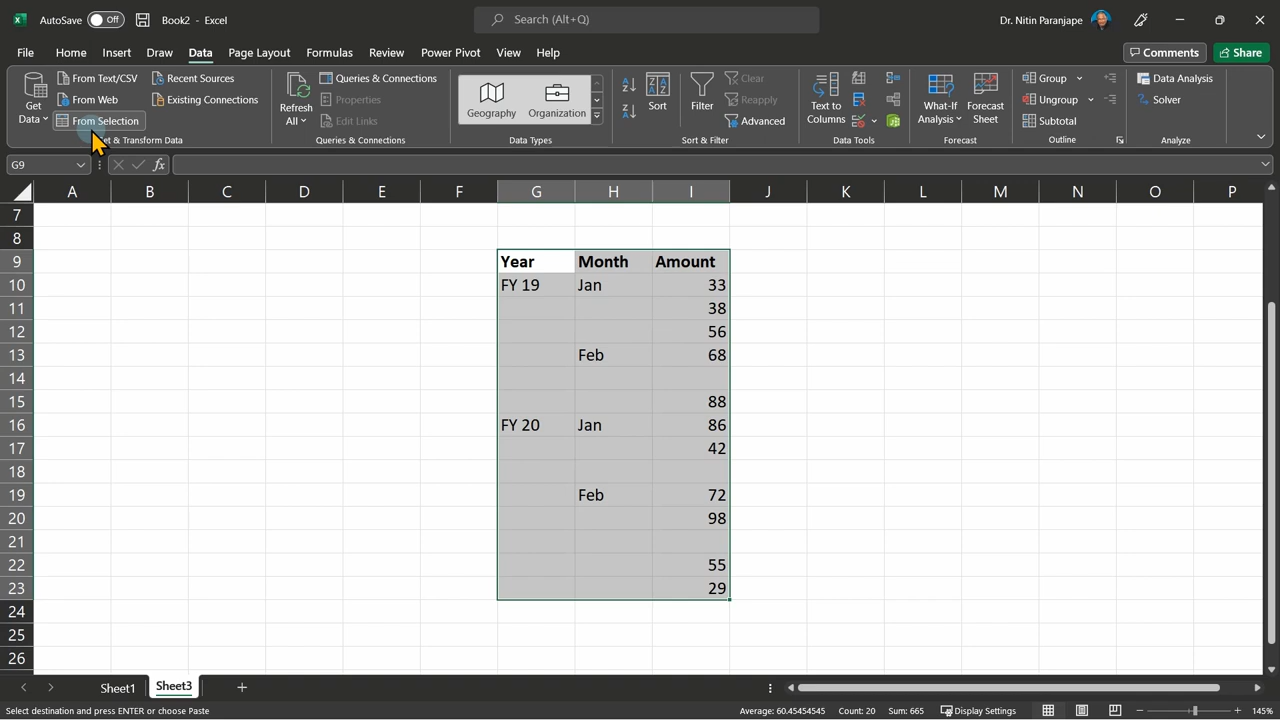 AutoSave Off Book2 - Excel Search (Alt+Q) Dr. Nitin Paranjape
File Home Insert Draw Data Page Layout Formulas Review Power Pivot View Help Comments Share
Get Data
From Text/CSV
From Web
From Selection
Recent Sources
Existing Connections
Refresh All
Queries & Connections
Properties
Edit Links
Geography
Organization
Sort
Filter
Clear
Reapply
Advanced
Text to Columns
What-If Analysis
Forecast Sheet
Group
Ungroup
Subtotal
Data Analysis
Solver
et & Transform Data Queries & Connections Data Types Sort & Filter Data Tools Forecast Outline Analyze
G9 fx
A B C D E F G H I J K L M N O P
7
8
9 Year Month Amount
10 FY 19 Jan 33
11 38
12 56
13 Feb 68
14
15 88
16 FY 20 Jan 86
17 42
18
19 Feb 72
20 98
21
22 55
23 29
24
25
26
Sheet1 Sheet3
Select destination and press ENTER or choose Paste Average: 60.45454545 Count: 20 Sum: 665 Display Settings 145%